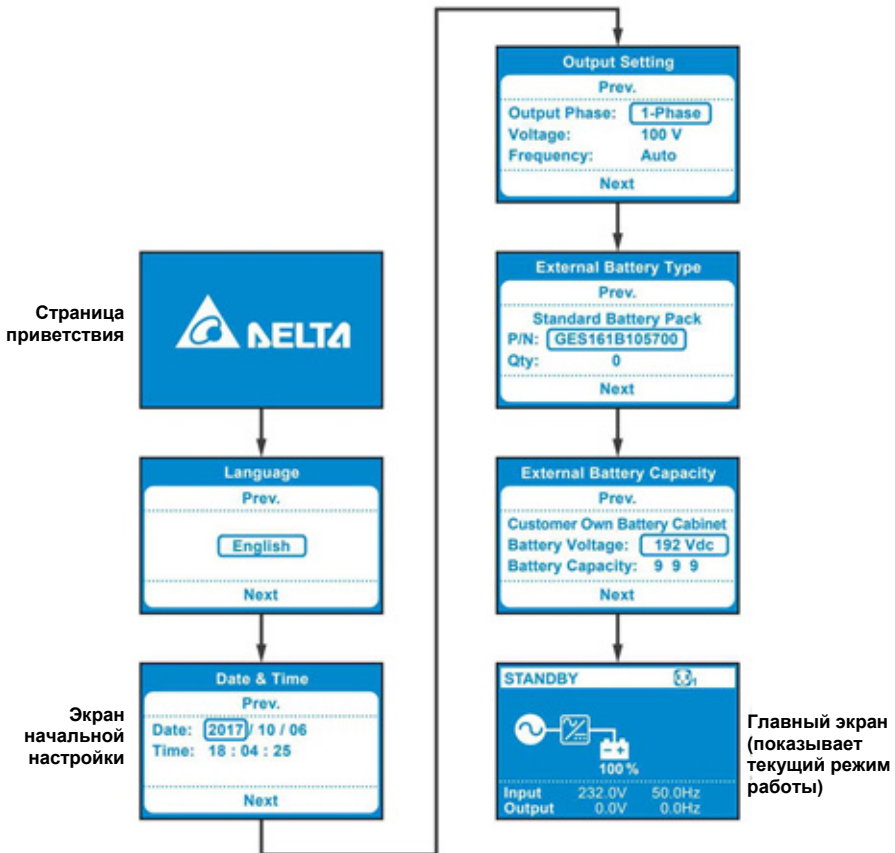 Страница
приветствия
DELTA
Language
Prev.
English
Next
Экран
начальной
настройки
Date & Time
Prev.
Date: 2017 / 10 / 06
Time: 18 : 04 : 25
Next
Output Setting
Prev.
Output Phase: 1-Phase
Voltage: 100 V
Frequency: Auto
Next
External Battery Type
Prev.
Standard Battery Pack
P/N: GES161B105700
Qty: 0
Next
External Battery Capacity
Prev.
Customer Own Battery Cabinet
Battery Voltage: 192 Vdc
Battery Capacity: 9 9 9
Next
STANDBY 1
100 %
Input 232.0V 50.0Hz
Output 0.0V 0.0Hz
Главный экран
(показывает
текущий режим
работы)